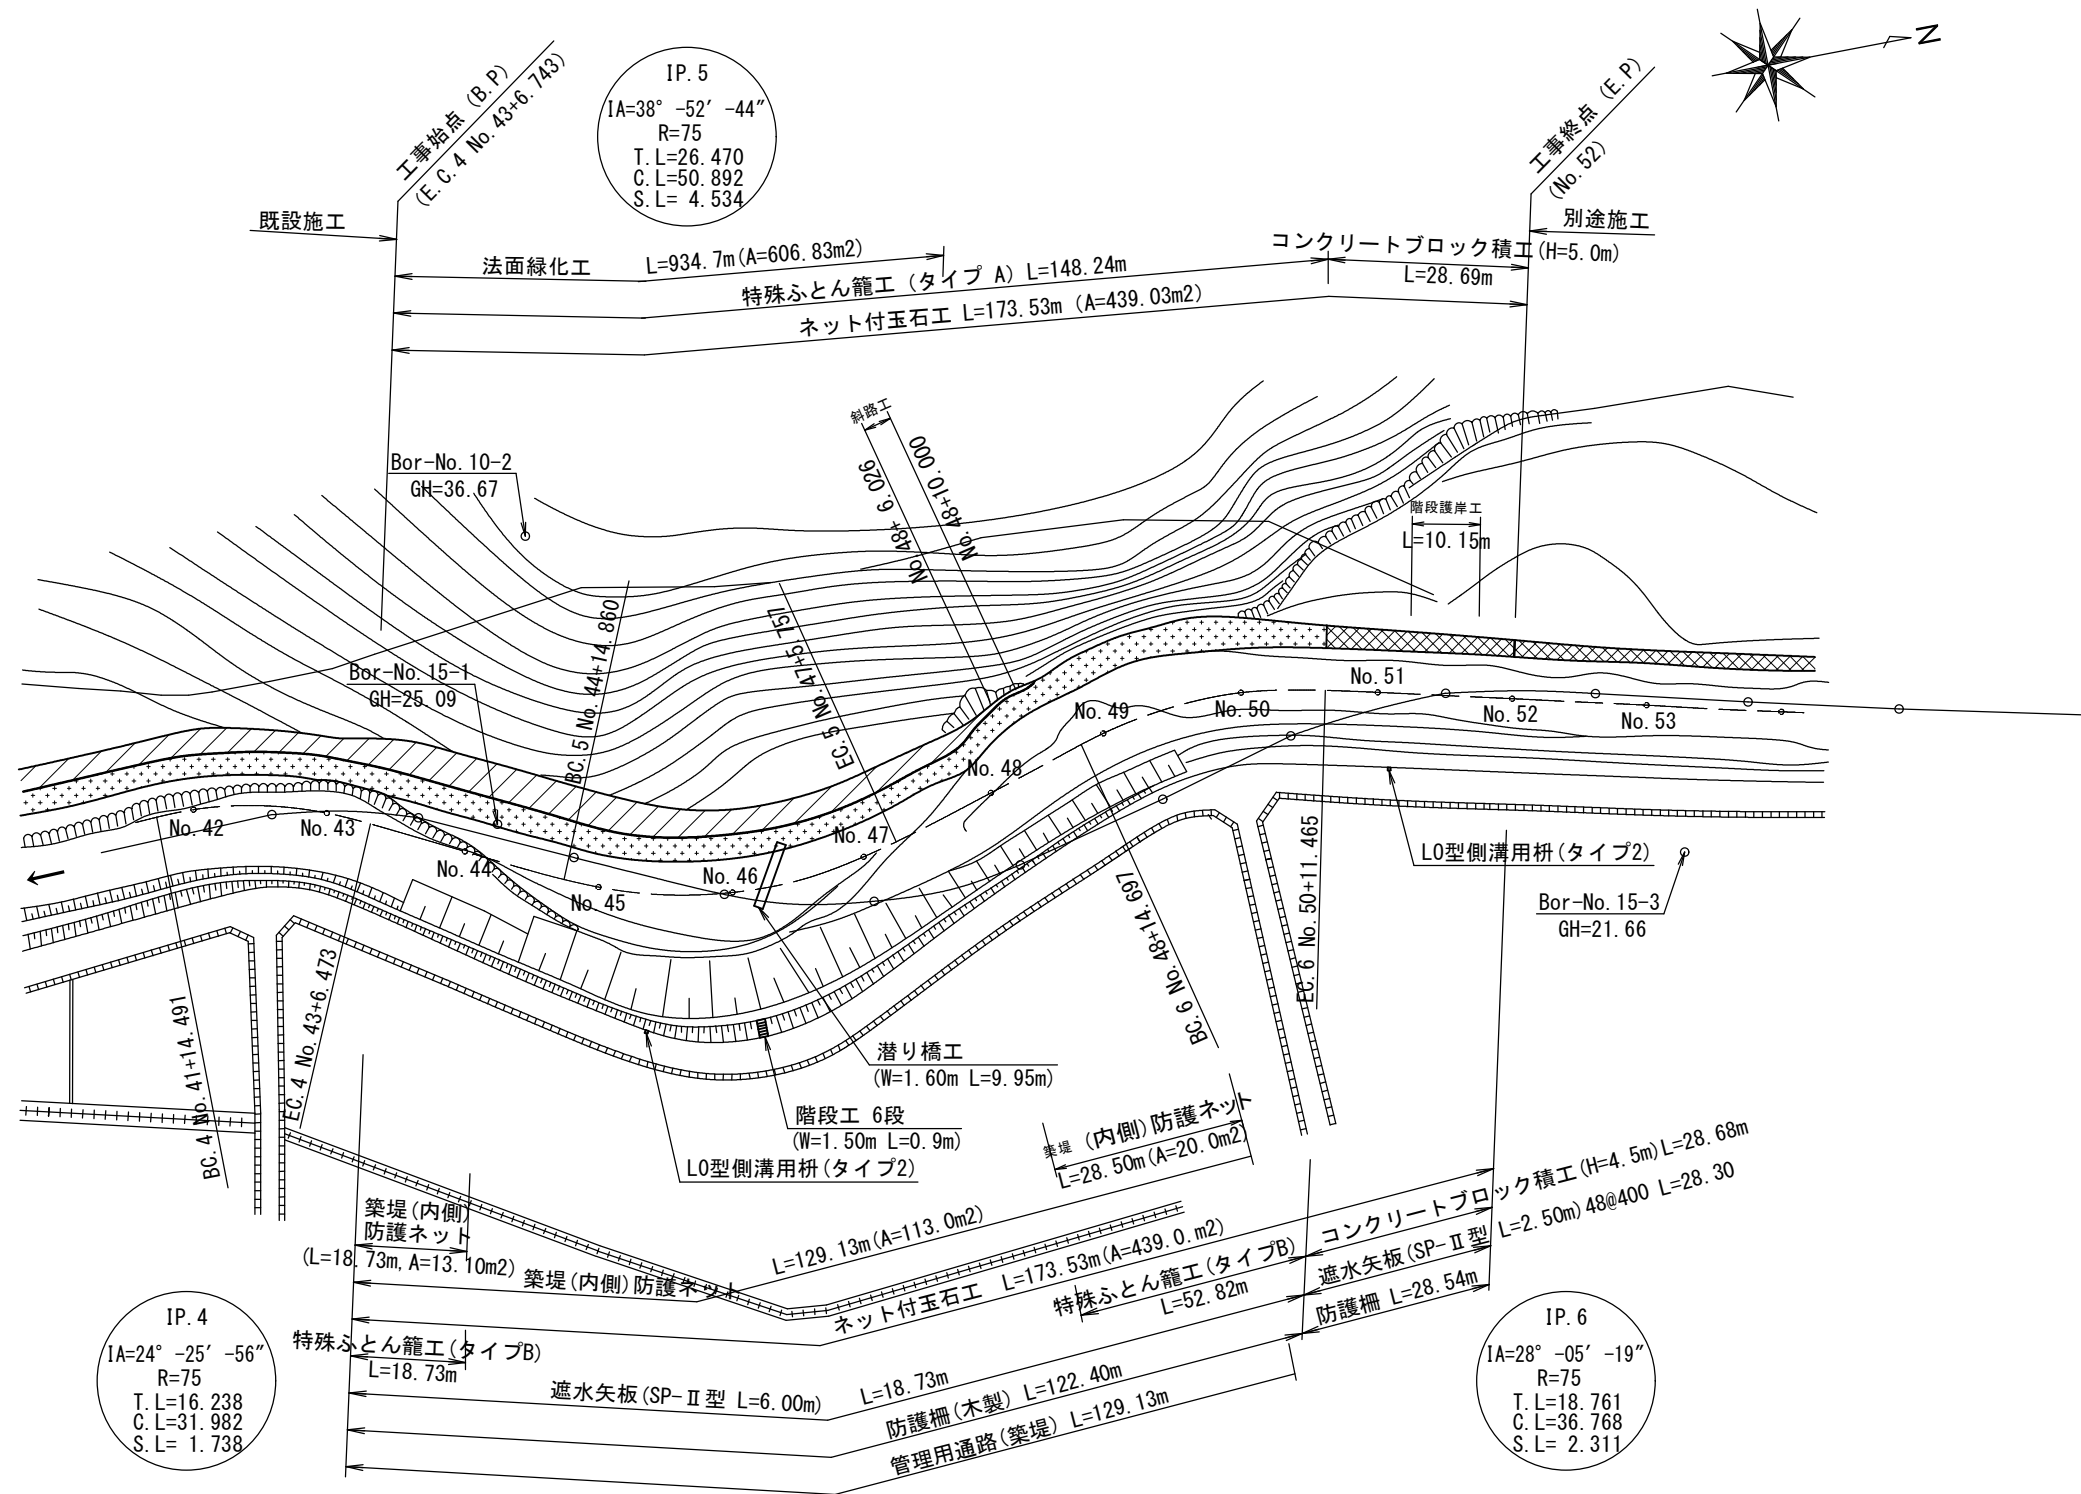 工事始点 (B.P)
(E.C.4 No.43+6.743)
IP.5
IA=38° -52′ -44″
R=75
T.L=26.470
C.L=50.892
S.L= 4.534
工事終点 (E.P)
(No.52)
N
既設施工
別途施工
法面緑化工 L=934.7m(A=606.83m2)
コンクリートブロック積工(H=5.0m)
L=28.69m
特殊ふとん籠工 (タイプ A) L=148.24m
ネット付玉石工 L=173.53m (A=439.03m2)
斜路工
No.48+ 6.026
No.48+10.000
Bor-No.10-2
GH=36.67
階段護岸工
L=10.15m
Bor-No.15-1
GH=25.09
BC.5 No.44+14.860
EC.5 No.47+5.757
No.42
No.43
No.44
No.45
No.46
No.47
No.48
No.49
No.50
No.51
No.52
No.53
BC.4 No.41+14.491
EC.4 No.43+6.473
BC.6 No.48+14.697
EC.6 No.50+11.465
LO型側溝用枡(タイプ2)
Bor-No.15-3
GH=21.66
潜り橋工
(W=1.60m L=9.95m)
階段工 6段
(W=1.50m L=0.9m)
LO型側溝用枡(タイプ2)
築堤 (内側)防護ネット
L=28.50m(A=20.0m2)
築堤(内側)
防護ネット
(L=18.73m,A=13.10m2)
築堤(内側)防護ネット L=129.13m(A=113.0m2)
ネット付玉石工 L=173.53m(A=439.0.m2)
特殊ふとん籠工(タイプB)
L=52.82m
コンクリートブロック積工(H=4.5m)L=28.68m
遮水矢板(SP-Ⅱ型 L=2.50m)48@400 L=28.30
防護柵 L=28.54m
特殊ふとん籠工(タイプB)
L=18.73m
遮水矢板(SP-Ⅱ型 L=6.00m) L=18.73m
防護柵(木製) L=122.40m
管理用通路(築堤) L=129.13m
IP.4
IA=24° -25′ -56″
R=75
T.L=16.238
C.L=31.982
S.L= 1.738
IP.6
IA=28° -05′ -19″
R=75
T.L=18.761
C.L=36.768
S.L= 2.311